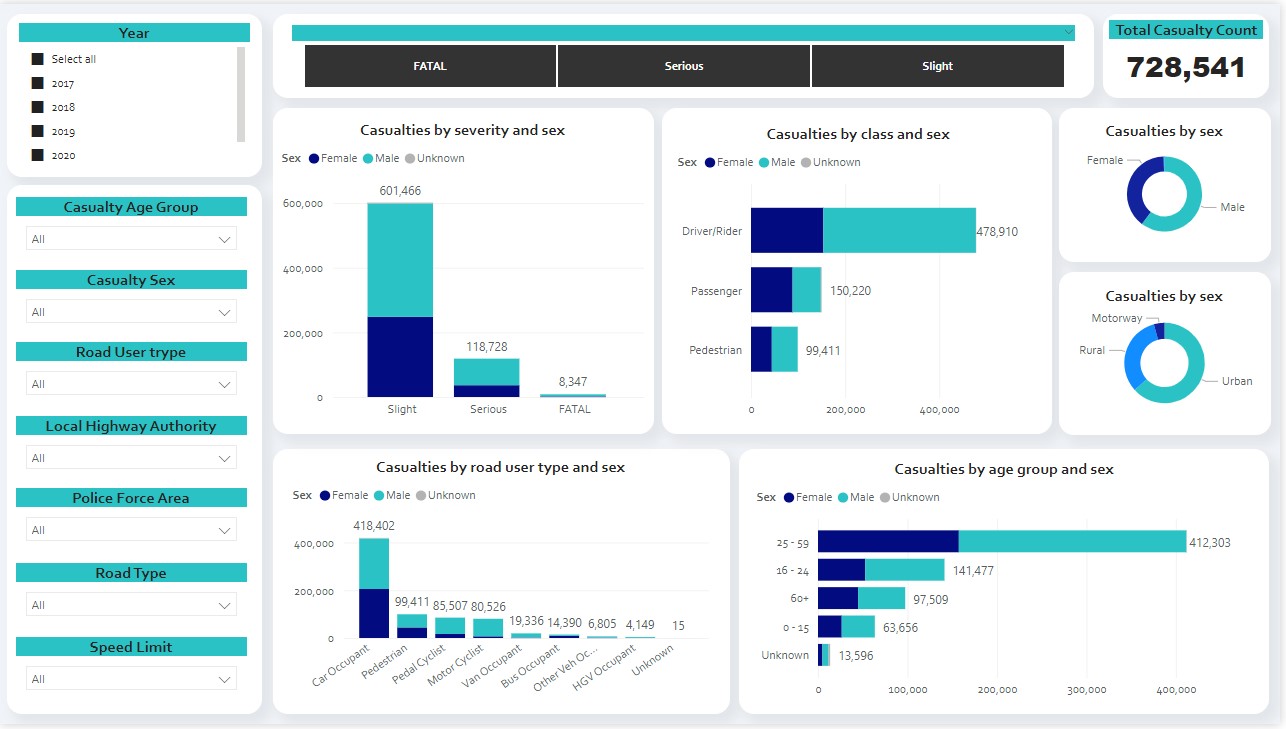 Year
Select all
2017
2018
2019
2020
Casualty Age Group
All
Casualty Sex
All
Road User trype
All
Local Highway Authority
All
Police Force Area
All
Road Type
All
Speed Limit
All
FATAL Serious Slight
Total Casualty Count
728,541
Casualties by severity and sex
Sex Female Male Unknown
601,466
600,000
400,000
200,000
118,728
8,347
0
Slight Serious FATAL
Casualties by class and sex
Sex Female Male Unknown
Driver/Rider 478,910
Passenger 150,220
Pedestrian 99,411
0 200,000 400,000
Casualties by sex
Female
Male
Casualties by sex
Motorway
Rural
Urban
Casualties by road user type and sex
Sex Female Male Unknown
418,402
400,000
200,000
99,411 85,507 80,526 19,336 14,390 6,805 4,149 15
0
Car Occupant Pedestrian Pedal Cyclist Motor Cyclist Van Occupant Bus Occupant Other Veh Oc... HGV Occupant Unknown
Casualties by age group and sex
Sex Female Male Unknown
25 - 59 412,303
16 - 24 141,477
60+ 97,509
0 - 15 63,656
Unknown 13,596
0 100,000 200,000 300,000 400,000